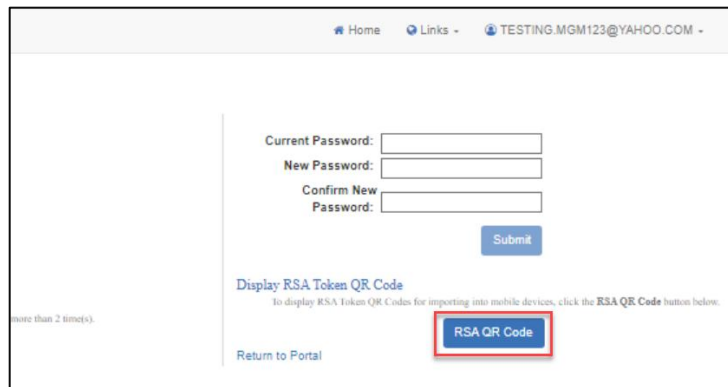 Home Links TESTING.MGM123@YAHOO.COM
Current Password:
New Password:
Confirm New
Password:
Submit
Display RSA Token QR Code
To display RSA Token QR Codes for importing into mobile devices, click the RSA QR Code button below.
more than 2 time(s).
RSA QR Code
Return to Portal